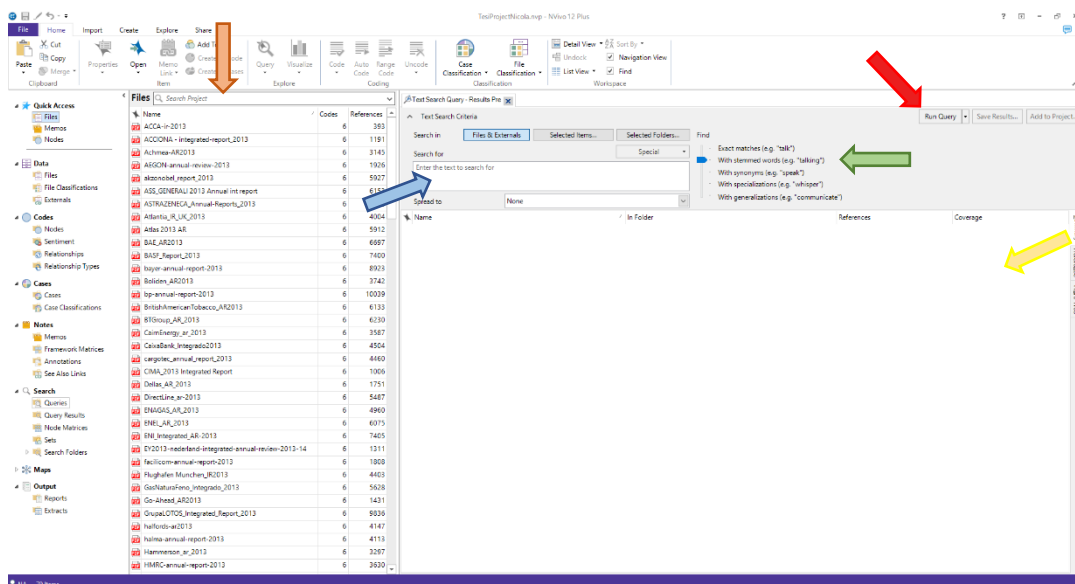 TesiProjectNicola.nvp - NVivo 12 Plus
File Home Import Create Explore Share
Paste
Cut
Copy
Merge
Clipboard
Properties
Open
Memo Link
Create
Create
Item
Query
Visualize
Explore
Code
Auto Code
Range Code
Uncode
Coding
Case Classification
File Classification
Classification
Detail View
Sort By
Undock
Navigation View
List View
Find
Workspace
Quick Access
Files
Memos
Nodes
Data
Files
File Classifications
Externals
Codes
Nodes
Sentiment
Relationships
Relationship Types
Cases
Cases
Case Classifications
Notes
Memos
Framework Matrices
Annotations
See Also Links
Search
Queries
Query Results
Node Matrices
Sets
Search Folders
Maps
Output
Reports
Extracts
Files Search Project
Name Codes References
ACCA-ir-2013 6 393
ACCIONA - integrated-report_2013 6 1191
Achmea-AR2013 6 3145
AEGON-annual-review-2013 6 1926
akzonobel_report_2013 6 5927
ASS_GENERALI 2013 Annual int report 6
ASTRAZENECA_Annual-Reports_2013 6
Atlantia_IR_UK_2013 6 4004
Atlas 2013 AR 6 5912
BAE_AR2013 6 6697
BASF_Report_2013 6 7400
bayer-annual-report-2013 6 8923
Boliden_AR2013 6 3742
bp-annual-report-2013 6 10039
BritishAmericanTobacco_AR2013 6 6133
BTGroup_AR_2013 6 6230
CairnEnergy_ar_2013 6 3587
CaixaBank_Integrado2013 6 4504
cargotec_annual_report_2013 6 4460
CIMA_2013 Integrated Report 6 1006
Dellas_AR_2013 6 1751
DirectLine_ar-2013 6 5487
ENAGAS_AR_2013 6 4960
ENEL_AR_2013 6 6075
ENI_Integrated_AR-2013 6 7405
EY2013-nederland-integrated-annual-review-2013-14 6 1311
facilicom-annual-report-2013 6 1808
Flughafen Munchen_IR2013 6 4403
GasNaturaFeno_integrado_2013 6 5628
Go-Ahead_AR2013 6 1431
GrupaLOTOS_Integrated_Report_2013 6 9836
halfords-ar2013 6 4147
halma-annual-report-2013 6 4113
Hammerson_ar_2013 6 3297
HMRC-annual-report-2013 6 3630
Text Search Query - Results Pre
Text Search Criteria
Run Query Save Results... Add to Project.
Search in Files & Externals Selected Items... Selected Folders...
Search for Special
Enter the text to search for
Spread to None
Find
Exact matches (e.g. "talk")
With stemmed words (e.g. "talking")
With synonyms (e.g. "speak")
With specializations (e.g. "whisper")
With generalizations (e.g. "communicate")
Name In Folder References Coverage